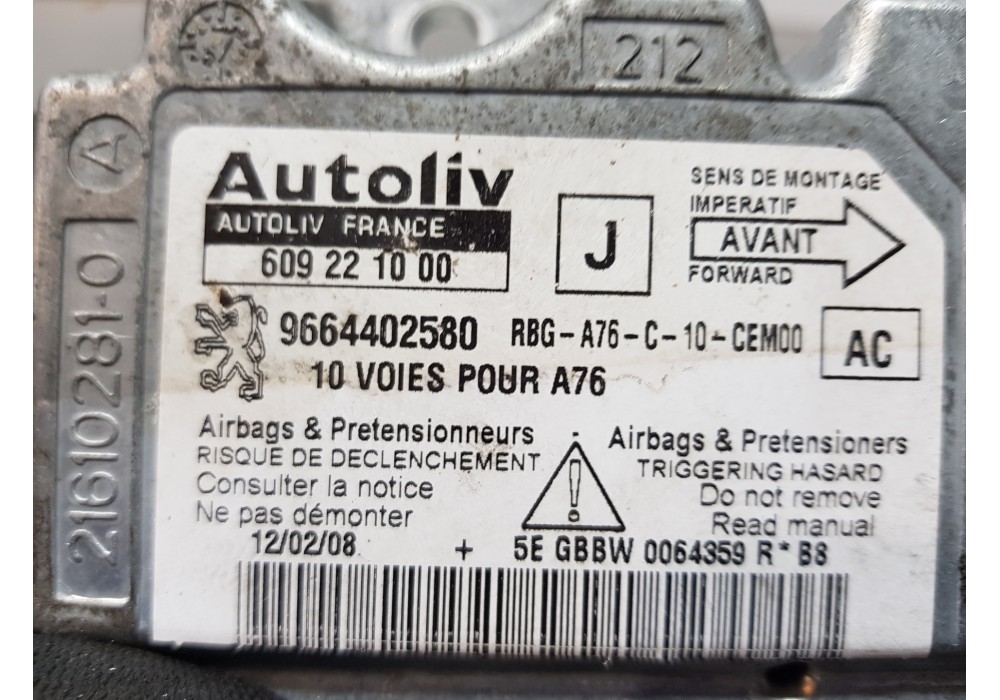 212
A
21610281-0
Autoliv
AUTOLIV FRANCE
609 22 10 00
J
SENS DE MONTAGE
IMPERATIF
AVANT
FORWARD
9664402580 RBG-A76-C-10-CEM00
10 VOIES POUR A76
AC
Airbags & Pretensionneurs
RISQUE DE DECLENCHEMENT
Consulter la notice
Ne pas démonter
Airbags & Pretensioners
TRIGGERING HASARD
Do not remove
Read manual
12/02/08 + 5E GBBW 0064359 R*B8